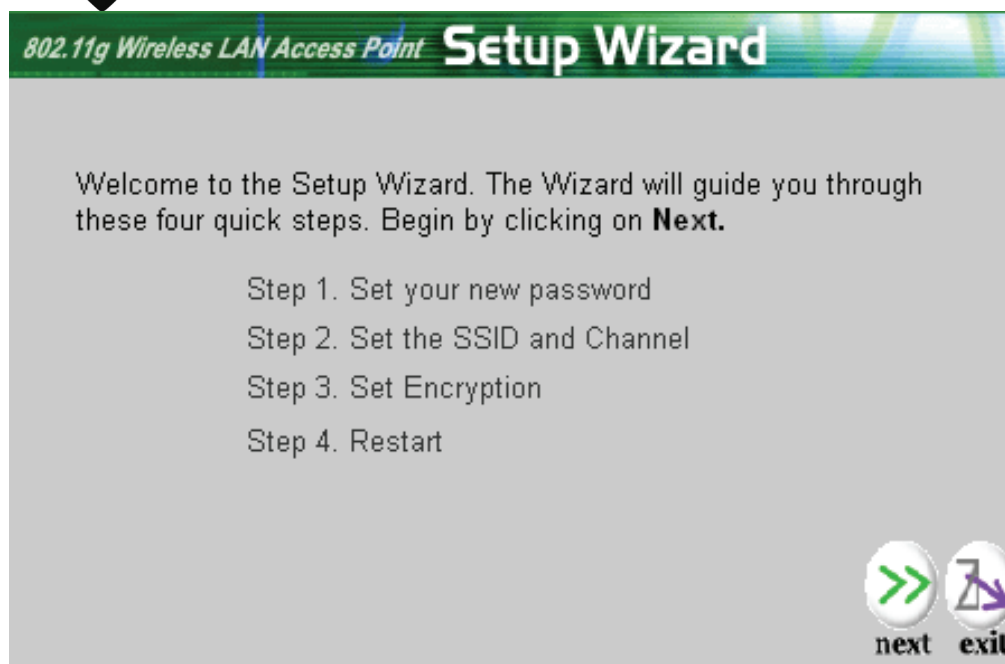 802.11g Wireless LAN Access Point Setup Wizard
Welcome to the Setup Wizard. The Wizard will guide you through
these four quick steps. Begin by clicking on Next.
Step 1. Set your new password
Step 2. Set the SSID and Channel
Step 3. Set Encryption
Step 4. Restart
next exit